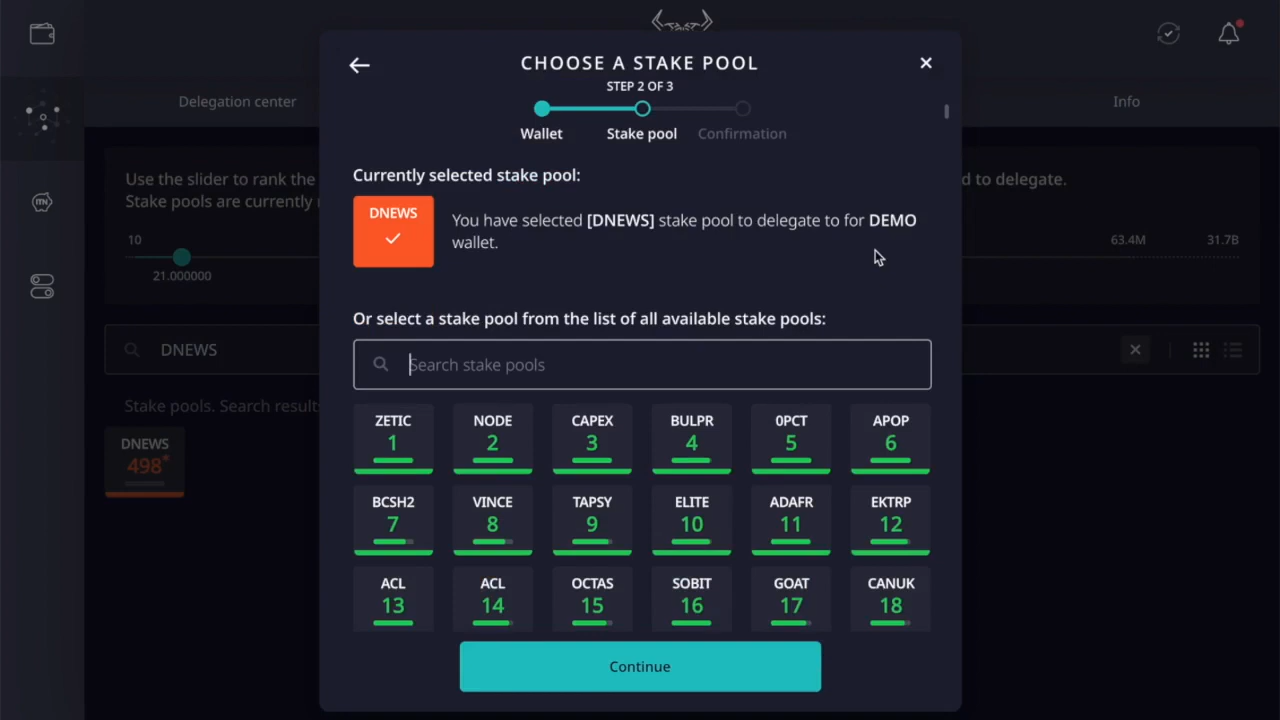 CHOOSE A STAKE POOL
STEP 2 OF 3
Wallet Stake pool Confirmation
Delegation center
Info
Use the slider to rank the
d to delegate.
Stake pools are currently
10
63.4M 31.7B
21.000000
DNEWS
Stake pools. Search results
DNEWS
498*
Currently selected stake pool:
DNEWS
You have selected [DNEWS] stake pool to delegate to for DEMO
wallet.
Or select a stake pool from the list of all available stake pools:
Search stake pools
ZETIC NODE CAPEX BULPR 0PCT APOP
1 2 3 4 5 6
BCSH2 VINCE TAPSY ELITE ADAFR EKTRP
7 8 9 10 11 12
ACL ACL OCTAS SOBIT GOAT CANUK
13 14 15 16 17 18
Continue